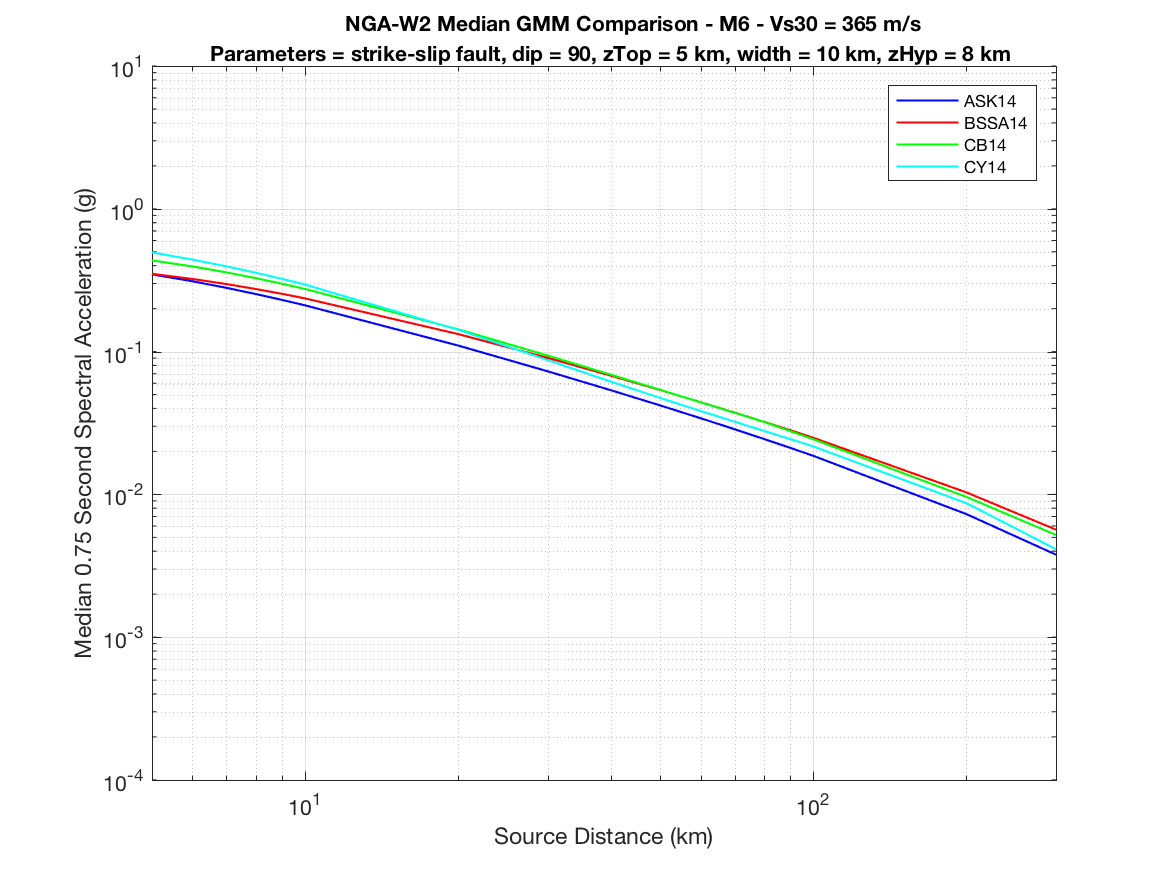 NGA-W2 Median GMM Comparison - M6 - Vs30 = 365 m/s
Parameters = strike-slip fault, dip = 90, zTop = 5 km, width = 10 km, zHyp = 8 km
10^1
10^0
10^-1
10^-2
10^-3
10^-4
Median 0.75 Second Spectral Acceleration (g)
ASK14
BSSA14
CB14
CY14
10^1
10^2
Source Distance (km)